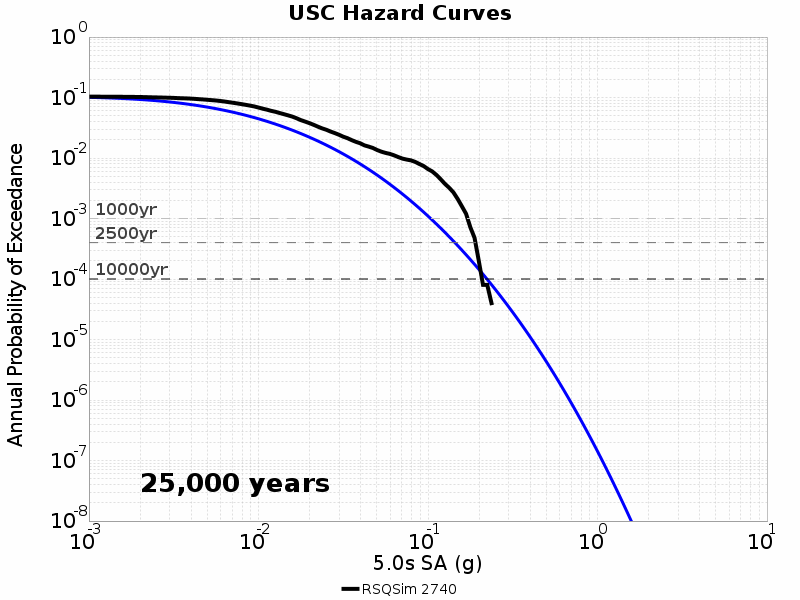 USC Hazard Curves
10^0
10^-1
10^-2
10^-3
10^-4
10^-5
10^-6
10^-7
10^-8
Annual Probability of Exceedance
1000yr
2500yr
10000yr
25,000 years
10^-3
10^-2
10^-1
10^0
10^1
5.0s SA (g)
RSQSim 2740